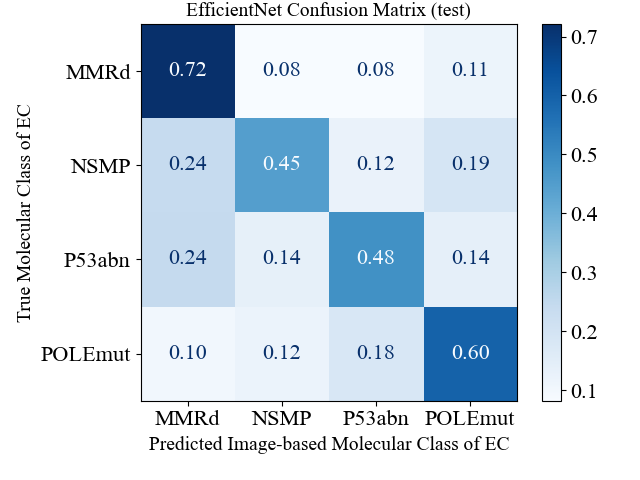 EfficientNet Confusion Matrix (test)
True Molecular Class of EC
MMRd 0.72 0.08 0.08 0.11
NSMP 0.24 0.45 0.12 0.19
P53abn 0.24 0.14 0.48 0.14
POLEmut 0.10 0.12 0.18 0.60
MMRd NSMP P53abn POLEmut
Predicted Image-based Molecular Class of EC
0.7
0.6
0.5
0.4
0.3
0.2
0.1